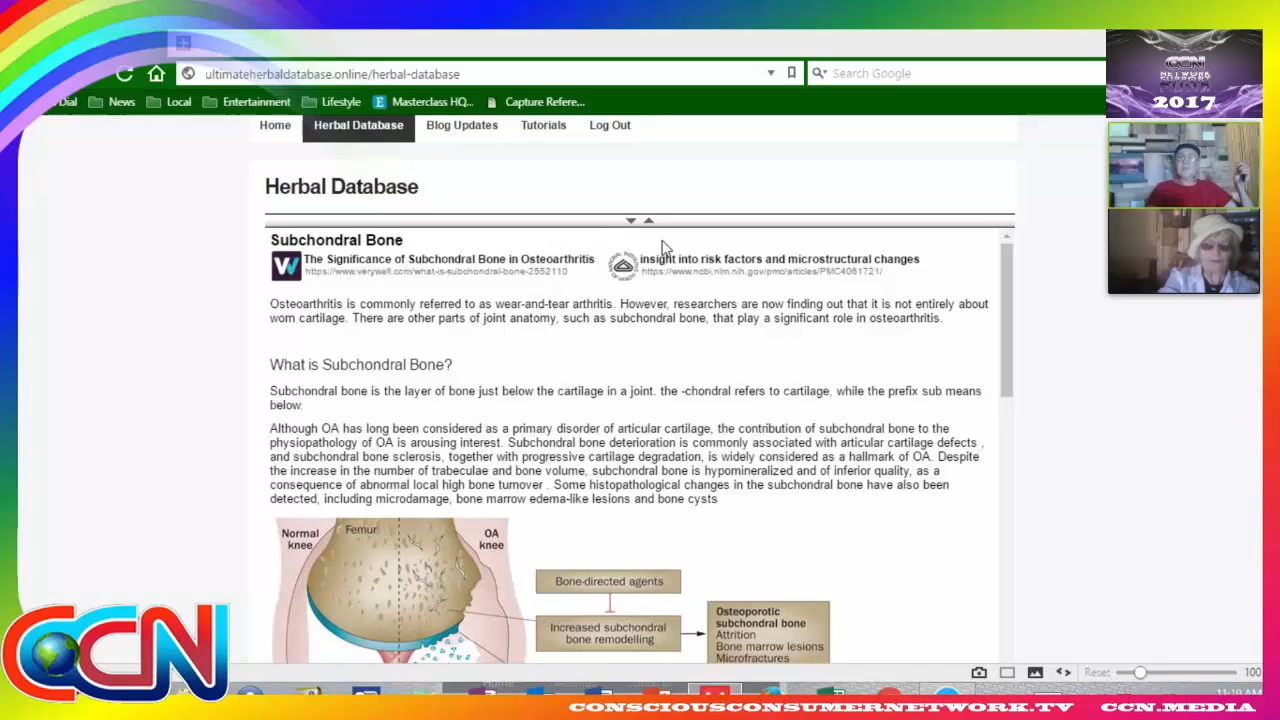 ultimateherbaldatabase.online/herbal-database
Search Google
Dial
News
Local
Entertainment
Lifestyle
Masterclass HQ...
Capture Refere...
CCN
NETWORK
SUPPORT
2017
Home
Herbal Database
Blog Updates
Tutorials
Log Out
Herbal Database
Subchondral Bone
The Significance of Subchondral Bone in Osteoarthritis
https://www.verywell.com/what-is-subchondral-bone-2552110
insight into risk factors and microstructural changes
https://www.ncbi.nlm.nih.gov/pmc/articles/PMC4061721/
Osteoarthritis is commonly referred to as wear-and-tear arthritis. However, researchers are now finding out that it is not entirely about
worn cartilage. There are other parts of joint anatomy, such as subchondral bone, that play a significant role in osteoarthritis.
What is Subchondral Bone?
Subchondral bone is the layer of bone just below the cartilage in a joint. the -chondral refers to cartilage, while the prefix sub means
below.
Although OA has long been considered as a primary disorder of articular cartilage, the contribution of subchondral bone to the
physiopathology of OA is arousing interest. Subchondral bone deterioration is commonly associated with articular cartilage defects ,
and subchondral bone sclerosis, together with progressive cartilage degradation, is widely considered as a hallmark of OA. Despite
the increase in the number of trabeculae and bone volume, subchondral bone is hypomineralized and of inferior quality, as a
consequence of abnormal local high bone turnover . Some histopathological changes in the subchondral bone have also been
detected, including microdamage, bone marrow edema-like lesions and bone cysts
Normal
knee
Femur
OA
knee
Bone-directed agents
Increased subchondral
bone remodelling
Osteoporotic
subchondral bone
Attrition
Bone marrow lesions
Microfractures
CCN
Reset
100
11:19 AM
CONSCIOUSCONSUMERNETWORK.TV
CCN.MEDIA